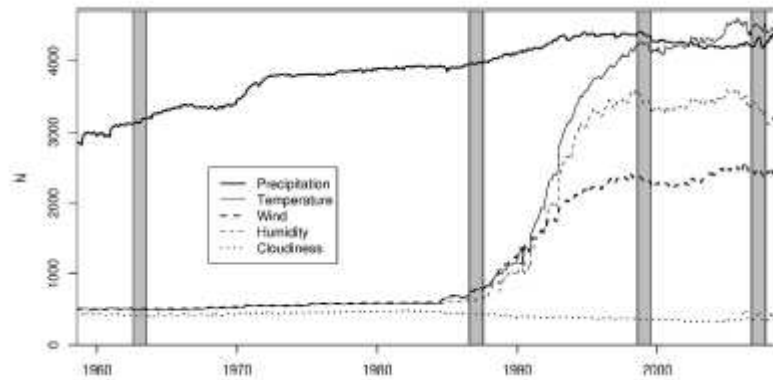 4000
3000
2000
1000
0
N
Precipitation
Temperature
Wind
Humidity
Cloudiness
1960 1970 1980 1990 2000